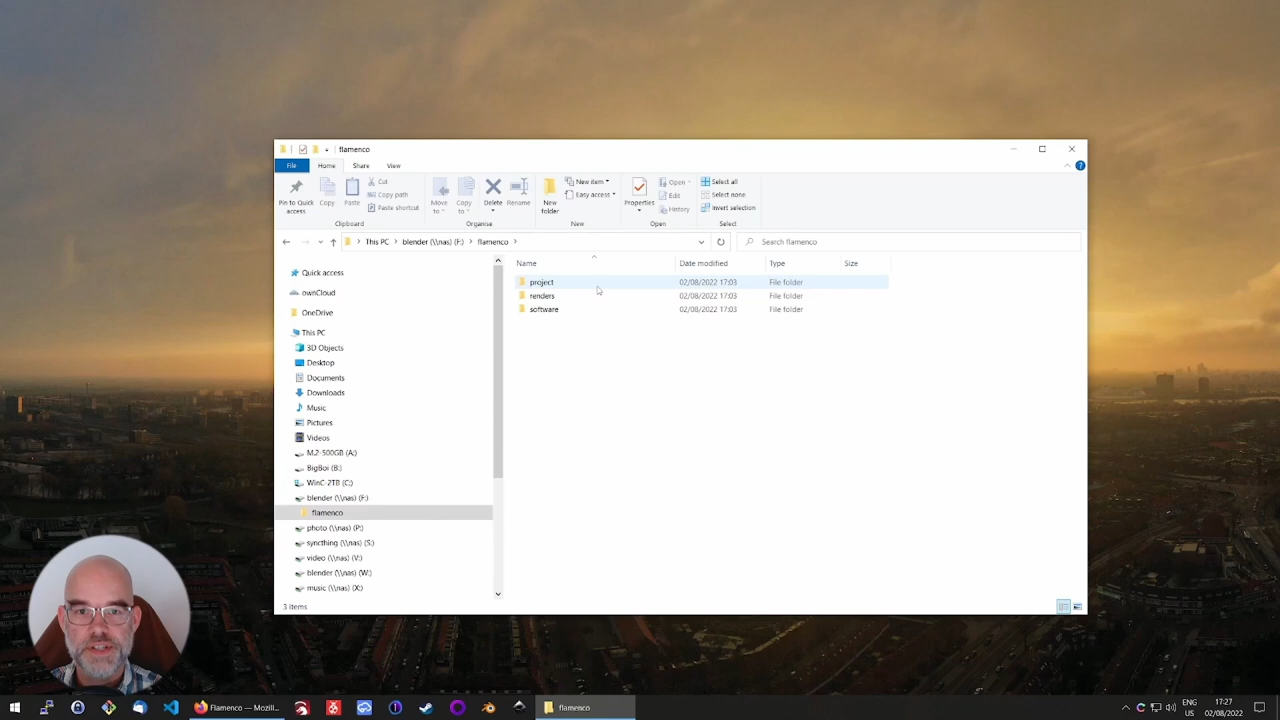 flamenco
File Home Share View
Pin to Quick access
Copy
Paste
Cut
Copy path
Paste shortcut
Clipboard
Move to
Copy to
Delete
Rename
Organise
New folder
New item
Easy access
New
Properties
Open
Edit
History
Open
Select all
Select none
Invert selection
Select
This PC > blender (\\nas) (F:) > flamenco >
Search flamenco
Quick access
ownCloud
OneDrive
This PC
3D Objects
Desktop
Documents
Downloads
Music
Pictures
Videos
M.2-500GB (A:)
BigBoi (B:)
WinC-2TB (C:)
blender (\\nas) (F:)
flamenco
photo (\\nas) (P:)
syncthing (\\nas) (S:)
video (\\nas) (V:)
blender (\\nas) (W:)
music (\\nas) (X:)
Name Date modified Type Size
project 02/08/2022 17:03 File folder
renders 02/08/2022 17:03 File folder
software 02/08/2022 17:03 File folder
3 items
Flamenco — Mozill...
flamenco
ENG
US
17:27
02/08/2022